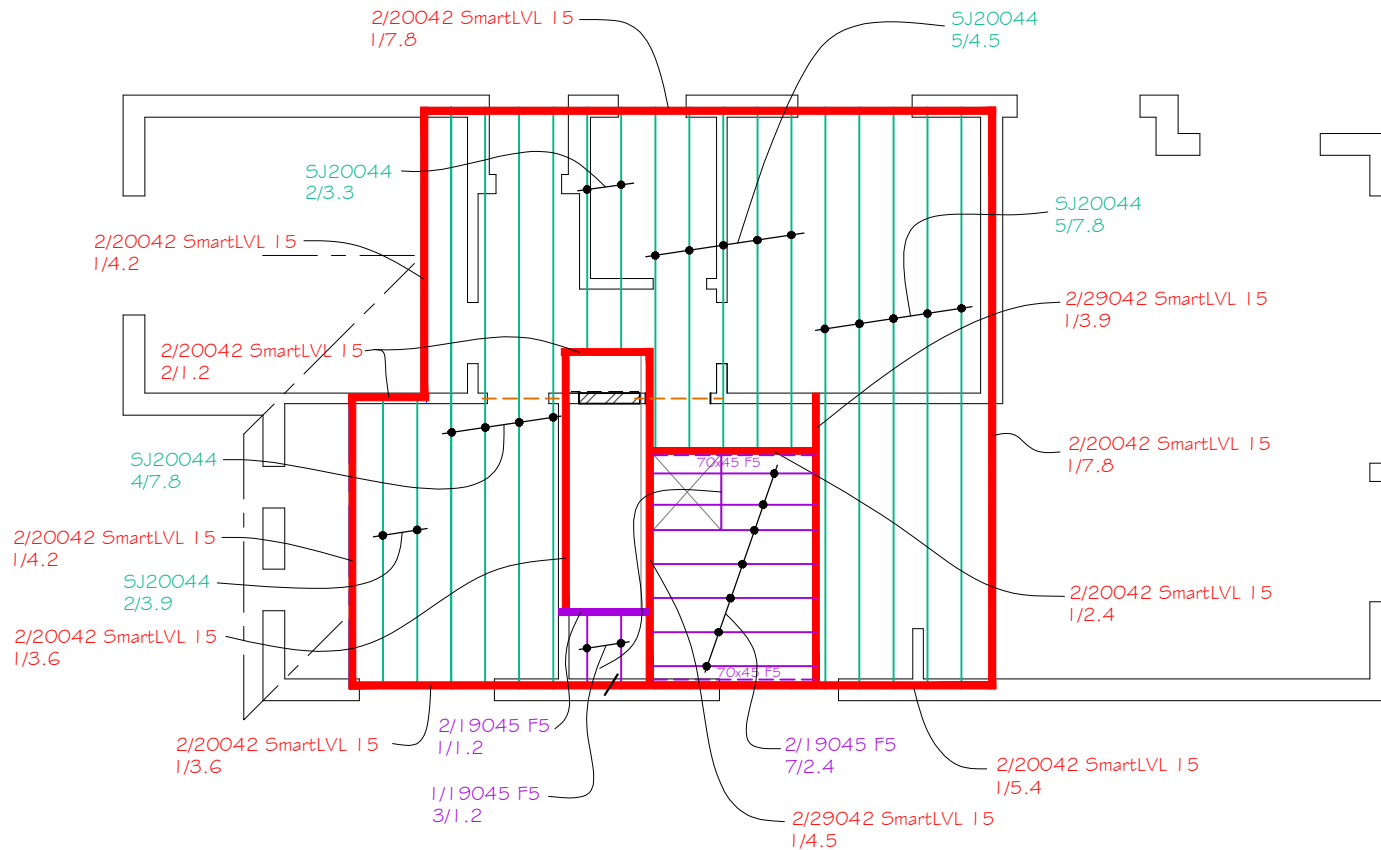 2/20042 SmartLVL 15
1/7.8
SJ20044
5/4.5
SJ20044
2/3.3
SJ20044
5/7.8
2/20042 SmartLVL 15
1/4.2
2/29042 SmartLVL 15
1/3.9
2/20042 SmartLVL 15
2/1.2
2/20042 SmartLVL 15
1/7.8
SJ20044
4/7.8
70x45 F5
2/20042 SmartLVL 15
1/4.2
SJ20044
2/3.9
2/20042 SmartLVL 15
1/2.4
2/20042 SmartLVL 15
1/3.6
70x45 F5
2/19045 F5
1/1.2
2/20042 SmartLVL 15
1/3.6
2/19045 F5
7/2.4
2/20042 SmartLVL 15
1/5.4
1/19045 F5
3/1.2
2/29042 SmartLVL 15
1/4.5